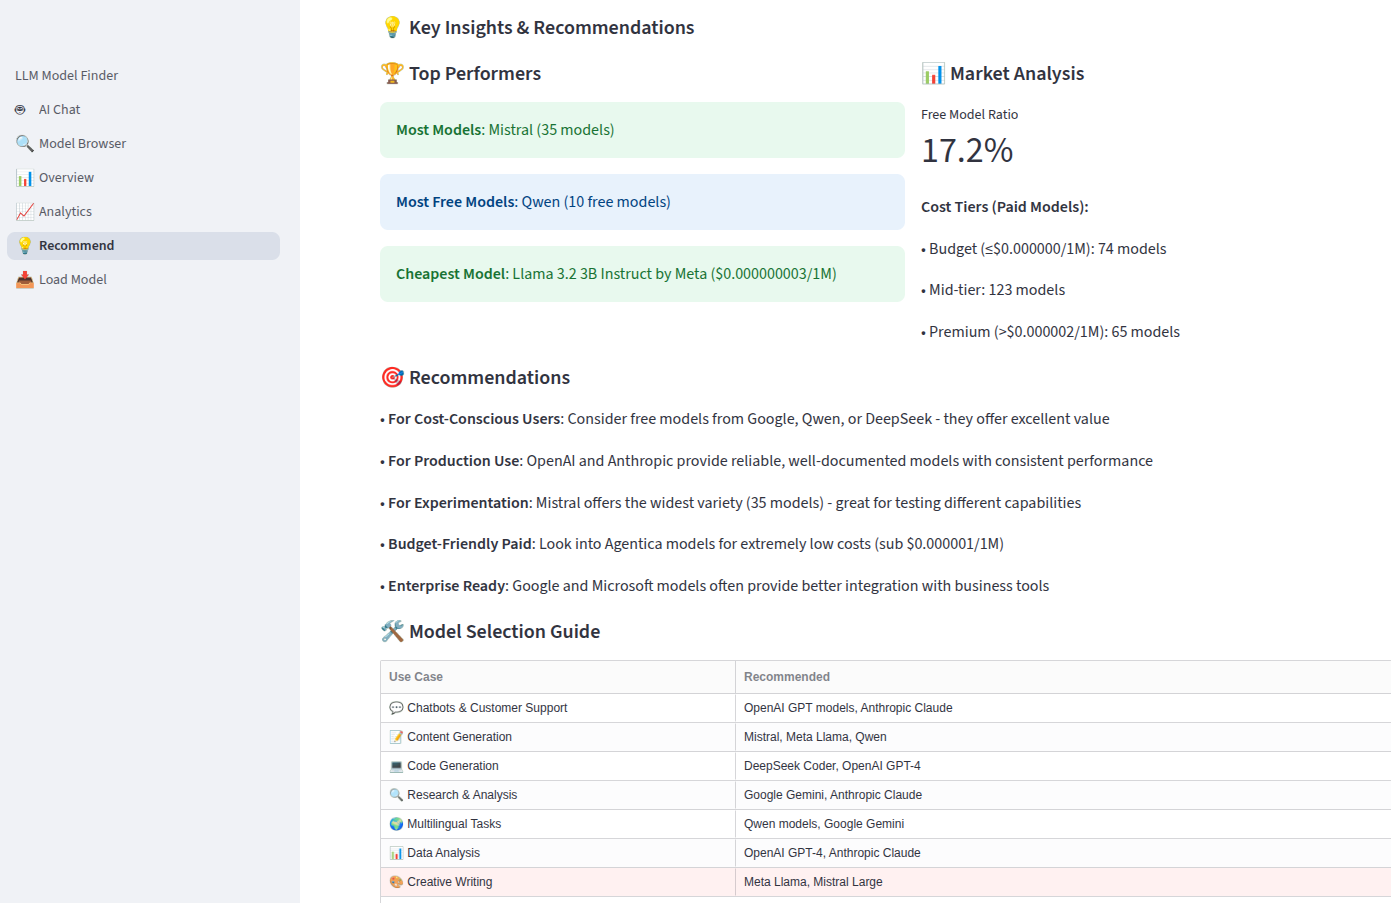 LLM Model Finder
AI Chat
🔍 Model Browser
📊 Overview
📈 Analytics
💡 Recommend
📥 Load Model
💡 Key Insights & Recommendations
🏆 Top Performers
Most Models: Mistral (35 models)
Most Free Models: Qwen (10 free models)
Cheapest Model: Llama 3.2 3B Instruct by Meta ($0.000000003/1M)
📊 Market Analysis
Free Model Ratio
17.2%
Cost Tiers (Paid Models):
• Budget (≤$0.000000/1M): 74 models
• Mid-tier: 123 models
• Premium (>$0.000002/1M): 65 models
🎯 Recommendations
• For Cost-Conscious Users: Consider free models from Google, Qwen, or DeepSeek - they offer excellent value
• For Production Use: OpenAI and Anthropic provide reliable, well-documented models with consistent performance
• For Experimentation: Mistral offers the widest variety (35 models) - great for testing different capabilities
• Budget-Friendly Paid: Look into Agentica models for extremely low costs (sub $0.000001/1M)
• Enterprise Ready: Google and Microsoft models often provide better integration with business tools
🛠️ Model Selection Guide
Use Case Recommended
💬 Chatbots & Customer Support OpenAI GPT models, Anthropic Claude
📝 Content Generation Mistral, Meta Llama, Qwen
💻 Code Generation DeepSeek Coder, OpenAI GPT-4
🔍 Research & Analysis Google Gemini, Anthropic Claude
🌍 Multilingual Tasks Qwen models, Google Gemini
📊 Data Analysis OpenAI GPT-4, Anthropic Claude
🎨 Creative Writing Meta Llama, Mistral Large